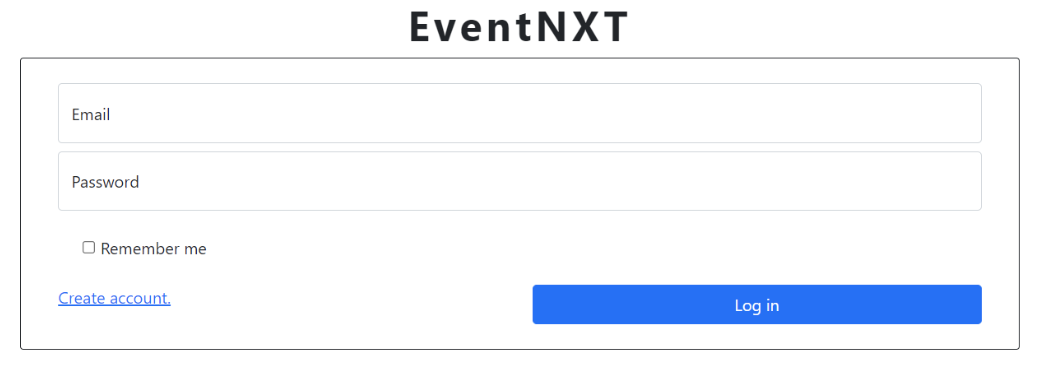 EventNXT
Email
Password
Remember me
Create account.
Log in